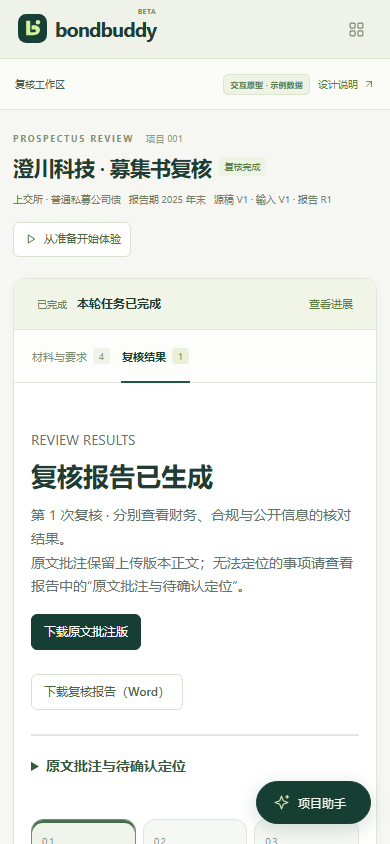 BETA
bondbuddy
复核工作区
交互原型 · 示例数据
设计说明
PROSPECTUS REVIEW 项目 001
澄川科技 · 募集书复核 复核完成
上交所 · 普通私募公司债 报告期 2025 年末 源稿 V1 · 输入 V1 · 报告 R1
从准备开始体验
已完成 本轮任务已完成 查看进展
材料与要求 4 复核结果 1
REVIEW RESULTS
复核报告已生成
第 1 次复核 · 分别查看财务、合规与公开信息的核对
结果。
原文批注保留上传版本正文；无法定位的事项请查看
报告中的“原文批注与待确认定位”。
下载原文批注版
下载复核报告（Word）
原文批注与待确认定位
项目助手
01 02 03